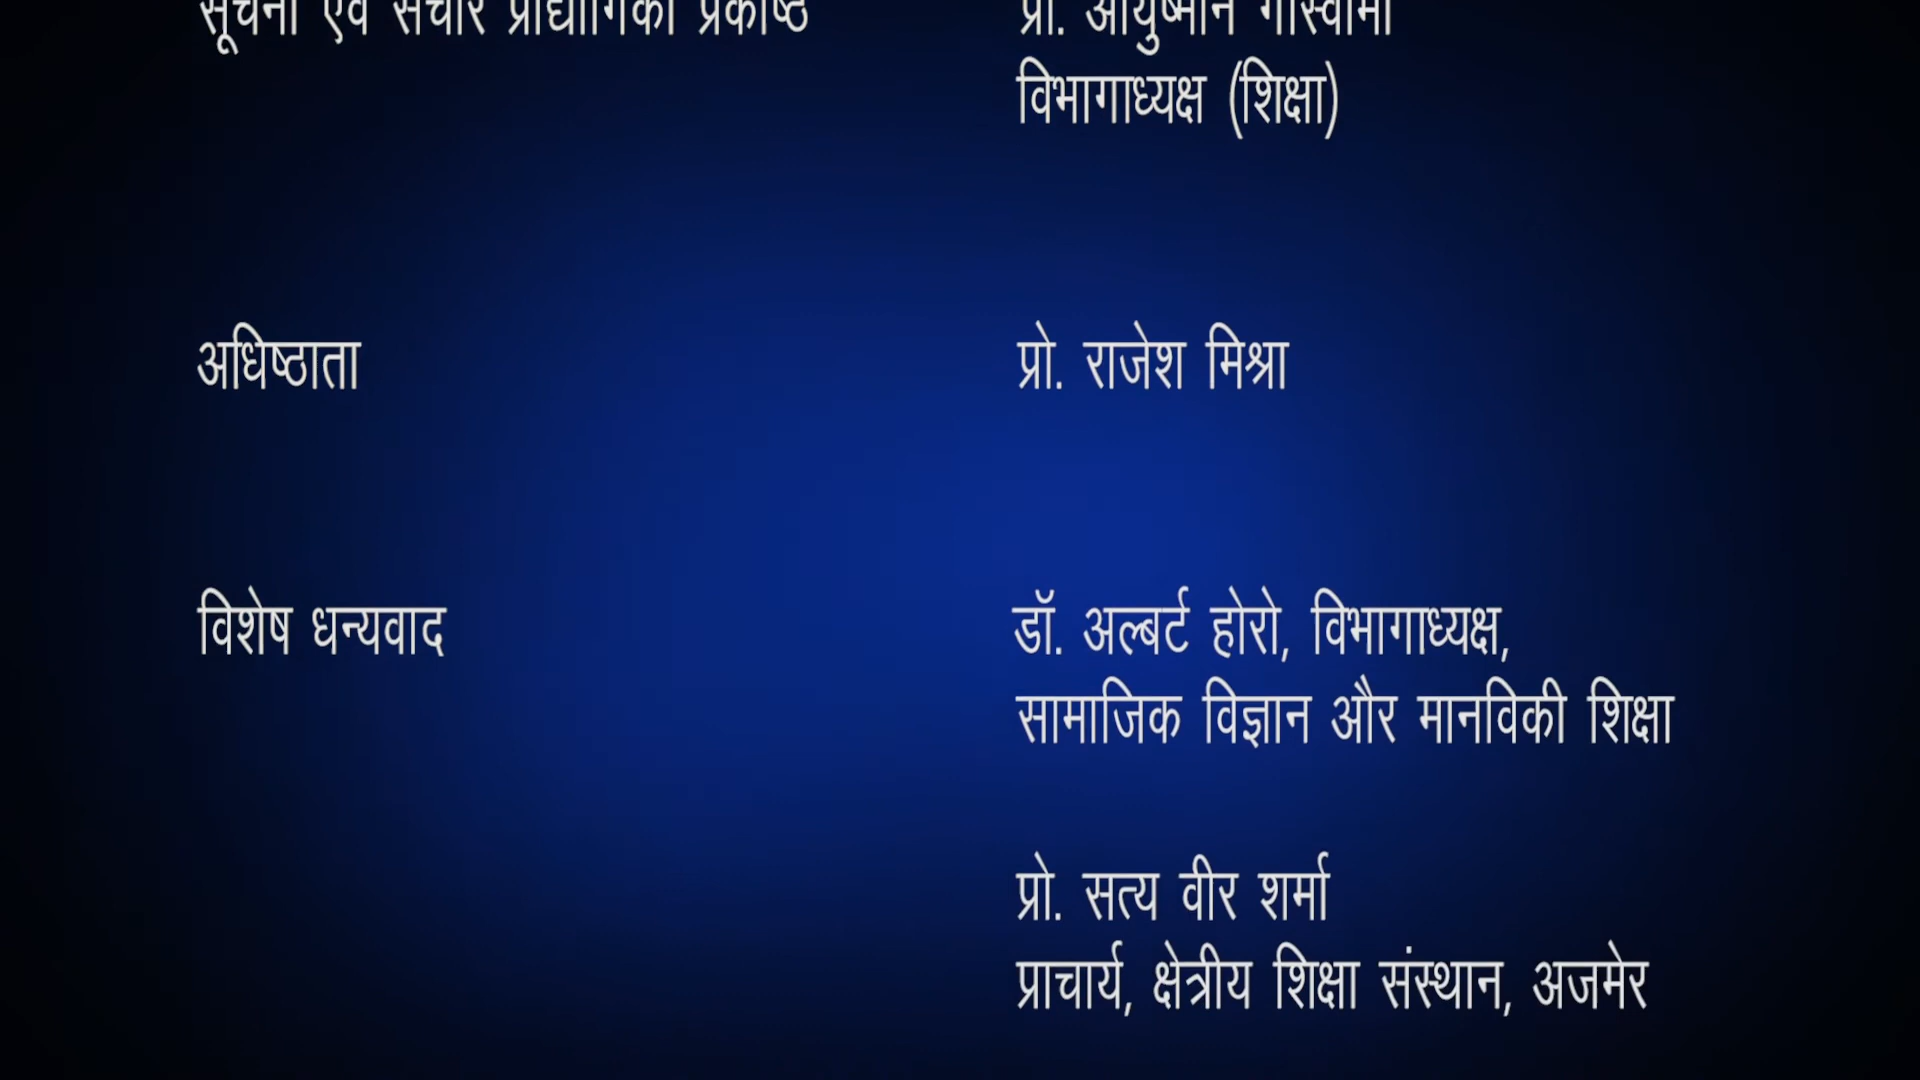 सूचना एवं संचार प्रौद्योगिकी प्रकोष्ठ
प्रो. आयुष्मान गोस्वामी
विभागाध्यक्ष (शिक्षा)
अधिष्ठाता
प्रो. राजेश मिश्रा
विशेष धन्यवाद
डॉ. अल्बर्ट होरो, विभागाध्यक्ष,
सामाजिक विज्ञान और मानविकी शिक्षा
प्रो. सत्य वीर शर्मा
प्राचार्य, क्षेत्रीय शिक्षा संस्थान, अजमेर